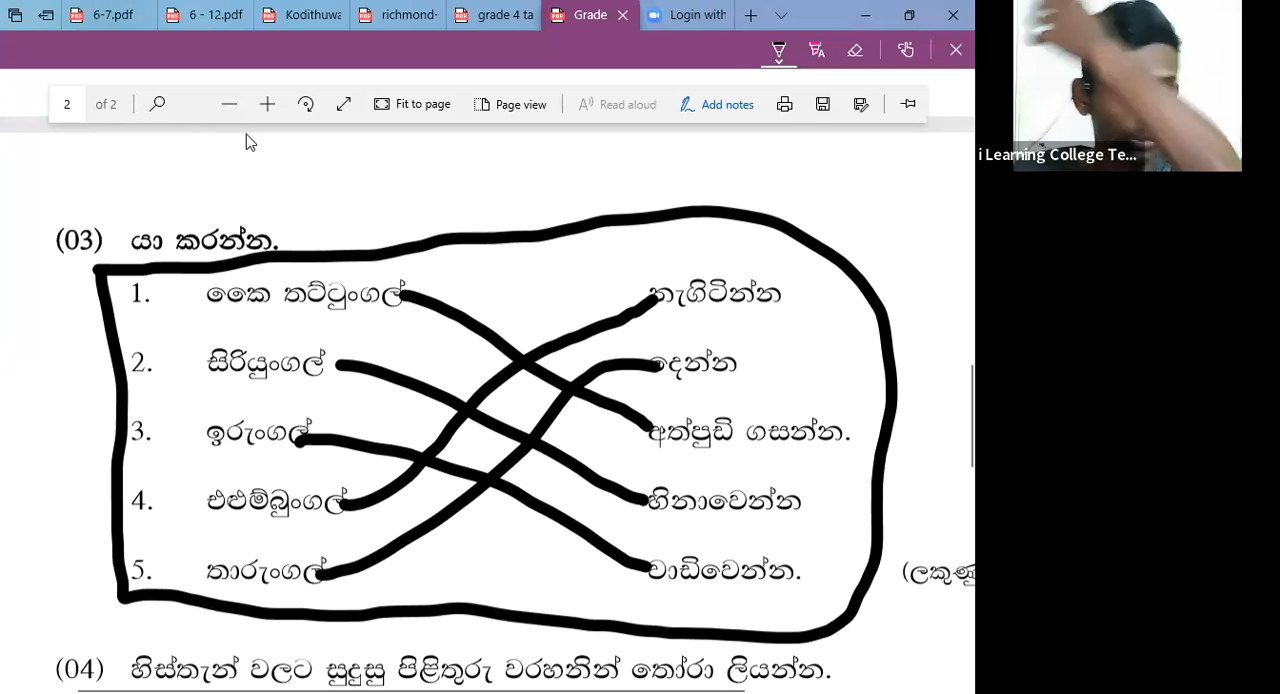 6-7.pdf 6 - 12.pdf Kodithuwa richmond- grade 4 ta Grade Login with
2 of 2 Fit to page Page view Read aloud Add notes
i Learning College Te...
(03) යා කරන්න.
1. කෛ තට්ටුංගල් නැගිටින්න
2. සිරියුංගල් දෙන්න
3. ඉරුංගල් අත්පුඩි ගසන්න.
4. එළුම්බුංගල් හිනාවෙන්න
5. තාරුංගල් වාඩිවෙන්න. (ලකුණු
(04) හිස්තැන් වලට සුදුසු පිළිතුරු වරහනින් තෝරා ලියන්න.